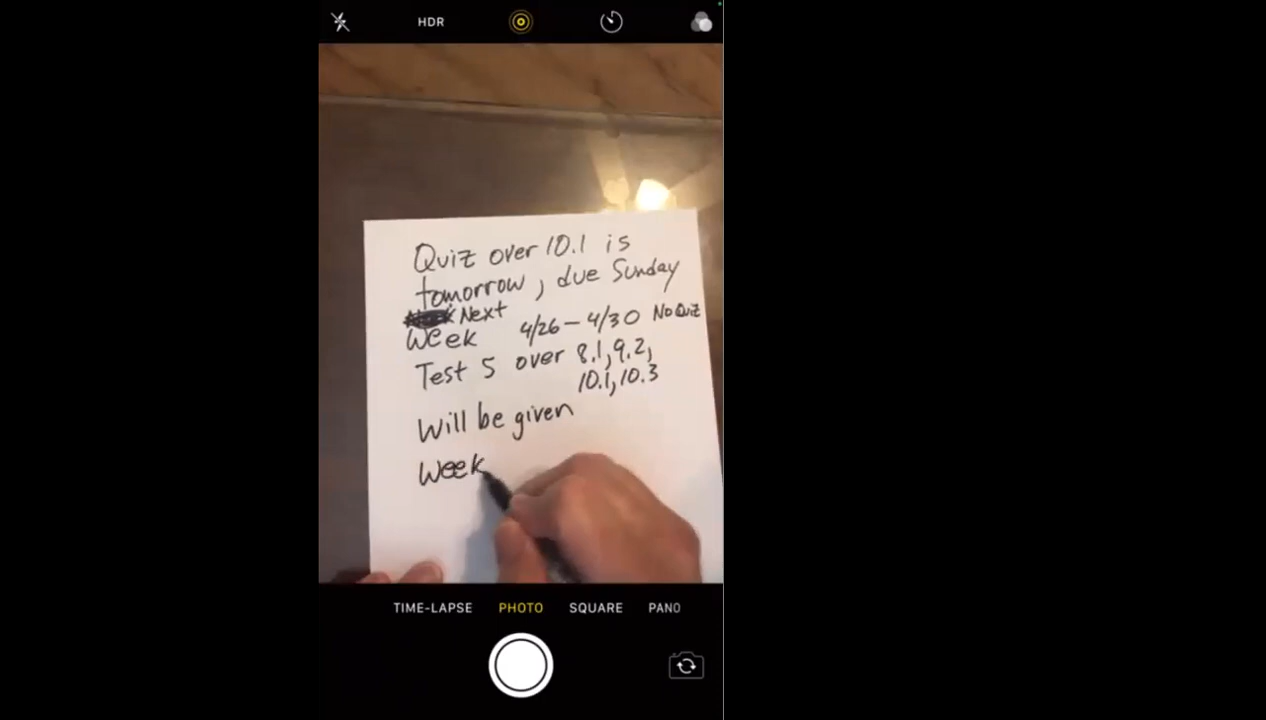 HDR
Quiz over 10.1 is
tomorrow, due Sunday
Next
Week 4/26 - 4/30 No Quiz
Test 5 over 8.1, 9.2,
10.1, 10.3
Will be given
Week
TIME-LAPSE PHOTO SQUARE PANO